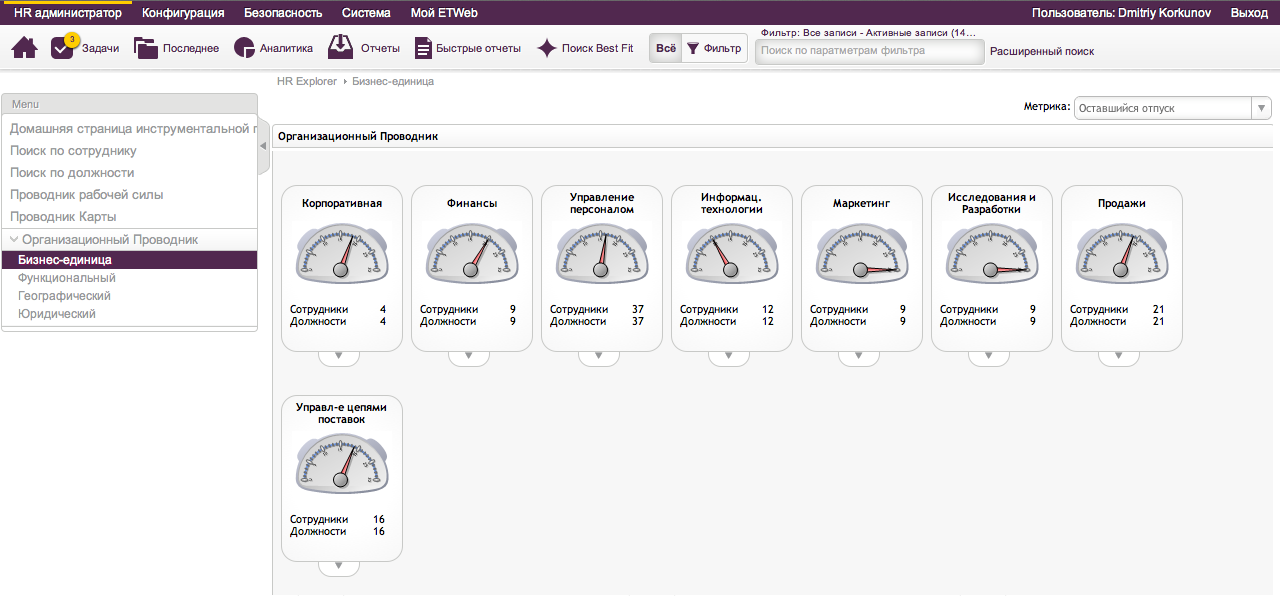 HR администратор Конфигурация Безопасность Система Мой ETWeb Пользователь: Dmitriy Korkunov Выход
3 Задачи Последнее Аналитика Отчеты Быстрые отчеты Поиск Best Fit Всё Фильтр
Фильтр: Все записи - Активные записи (14...
Поиск по паратметрам фильтра Расширенный поиск
HR Explorer Бизнес-единица
Menu
Метрика: Оставшийся отпуск
Домашняя страница инструментальной
Поиск по сотруднику
Поиск по должности
Проводник рабочей силы
Проводник Карты
Организационный Проводник
Бизнес-единица
Функциональный
Географический
Юридический
Организационный Проводник
Корпоративная
Сотрудники 4
Должности 4
Финансы
Сотрудники 9
Должности 9
Управление
персоналом
Сотрудники 37
Должности 37
Информац.
технологии
Сотрудники 12
Должности 12
Маркетинг
Сотрудники 9
Должности 9
Исследования и
Разработки
Сотрудники 9
Должности 9
Продажи
Сотрудники 21
Должности 21
Управл-е цепями
поставок
Сотрудники 16
Должности 16